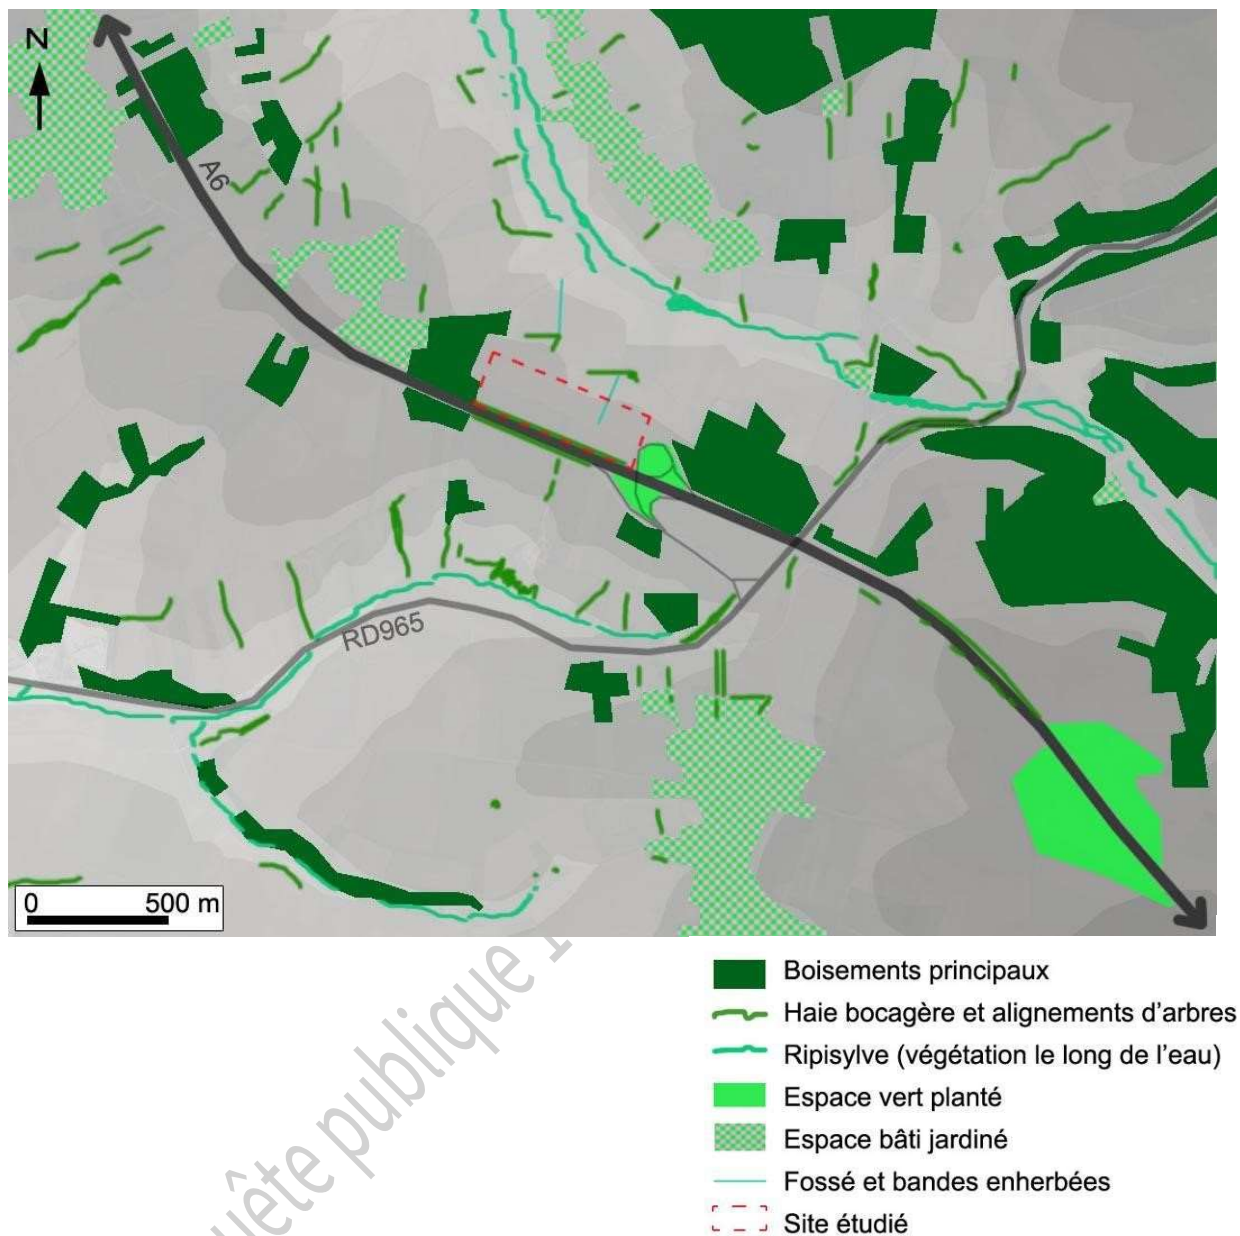 N
A6
RD965
0 500 m
Boisements principaux
Haie bocagère et alignements d'arbres
Ripisylve (végétation le long de l'eau)
Espace vert planté
Espace bâti jardiné
Fossé et bandes enherbées
Site étudié
publique